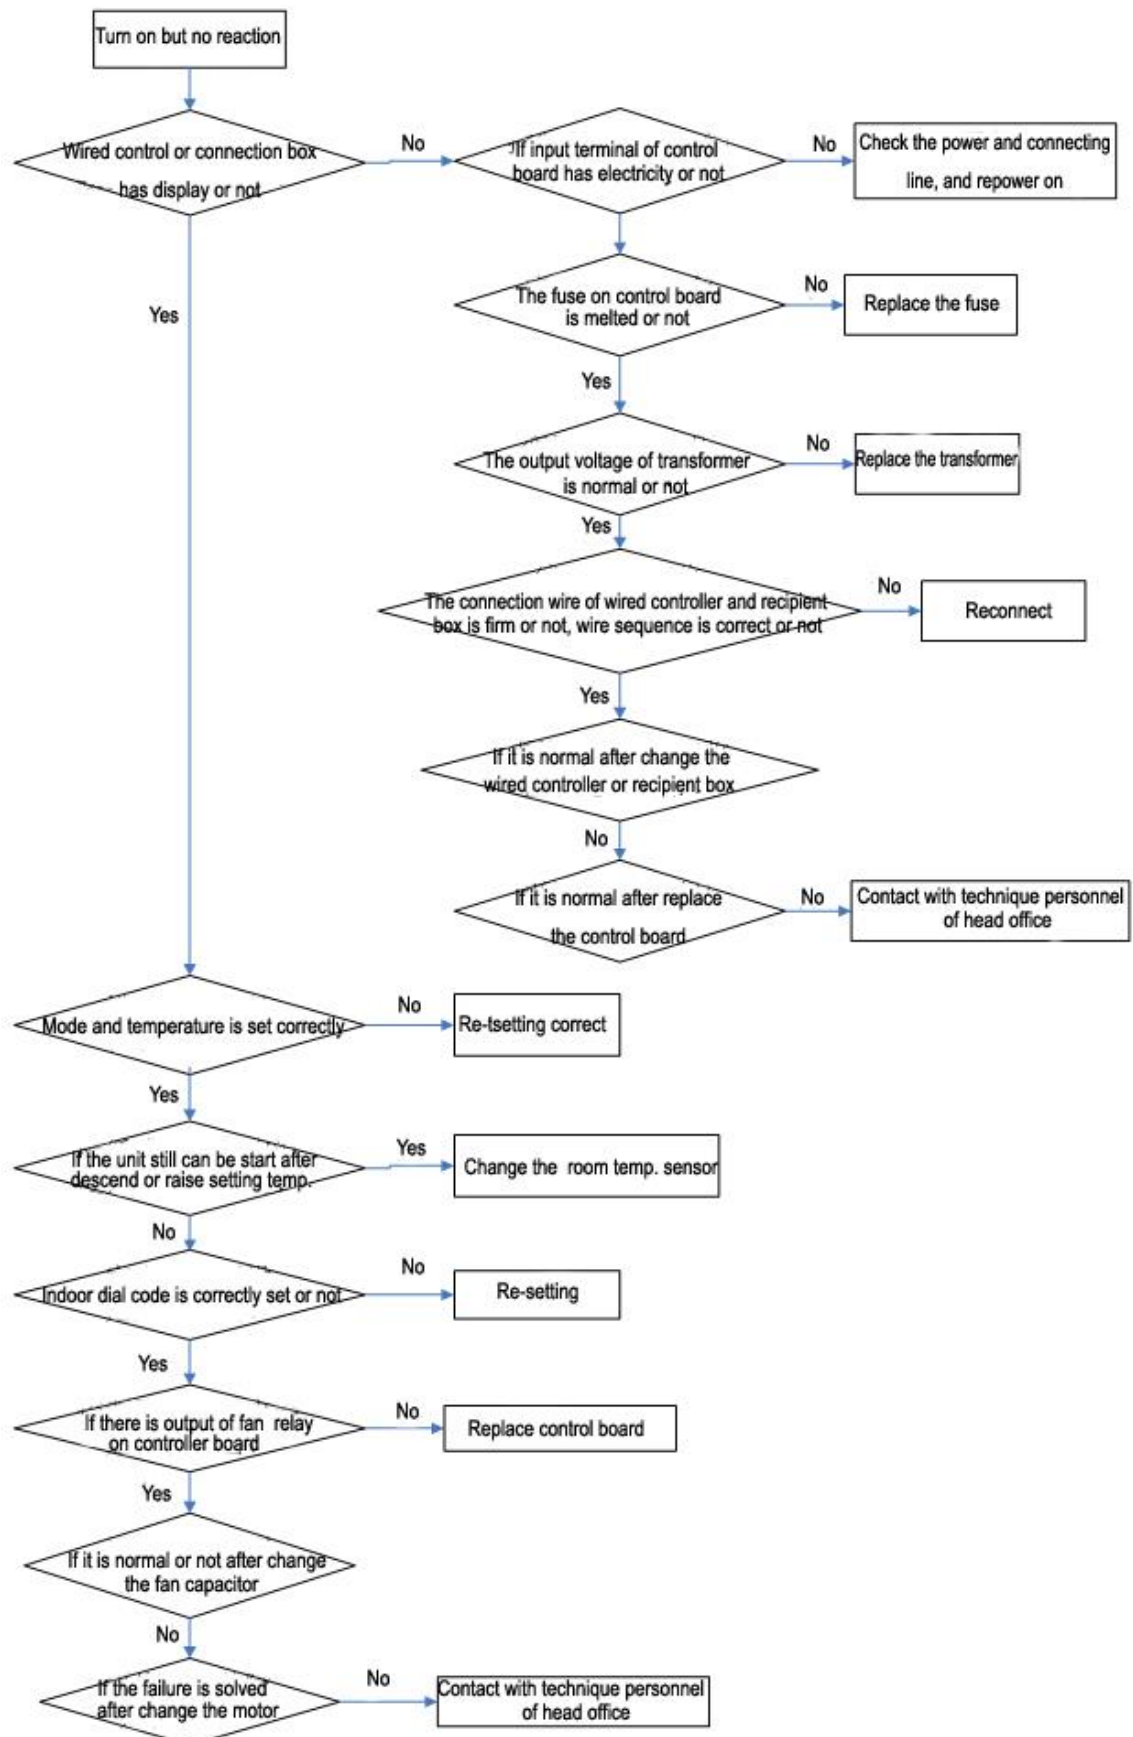 Turn on but no reaction
Wired control or connection box
has display or not
No
If input terminal of control
board has electricity or not
No
Check the power and connecting
line, and repower on
Yes
The fuse on control board
is melted or not
No
Replace the fuse
Yes
The output voltage of transformer
is normal or not
No
Replace the transformer
Yes
The connection wire of wired controller and recipient
box is firm or not, wire sequence is correct or not
No
Reconnect
Yes
If it is normal after change the
wired controller or recipient box
No
If it is normal after replace
the control board
No
Contact with technique personnel
of head office
Mode and temperature is set correctly
No
Re-tsetting correct
Yes
If the unit still can be start after
descend or raise setting temp.
Yes
Change the room temp. sensor
No
Indoor dial code is correctly set or not
No
Re-setting
Yes
If there is output of fan relay
on controller board
No
Replace control board
Yes
If it is normal or not after change
the fan capacitor
No
If the failure is solved
after change the motor
No
Contact with technique personnel
of head office